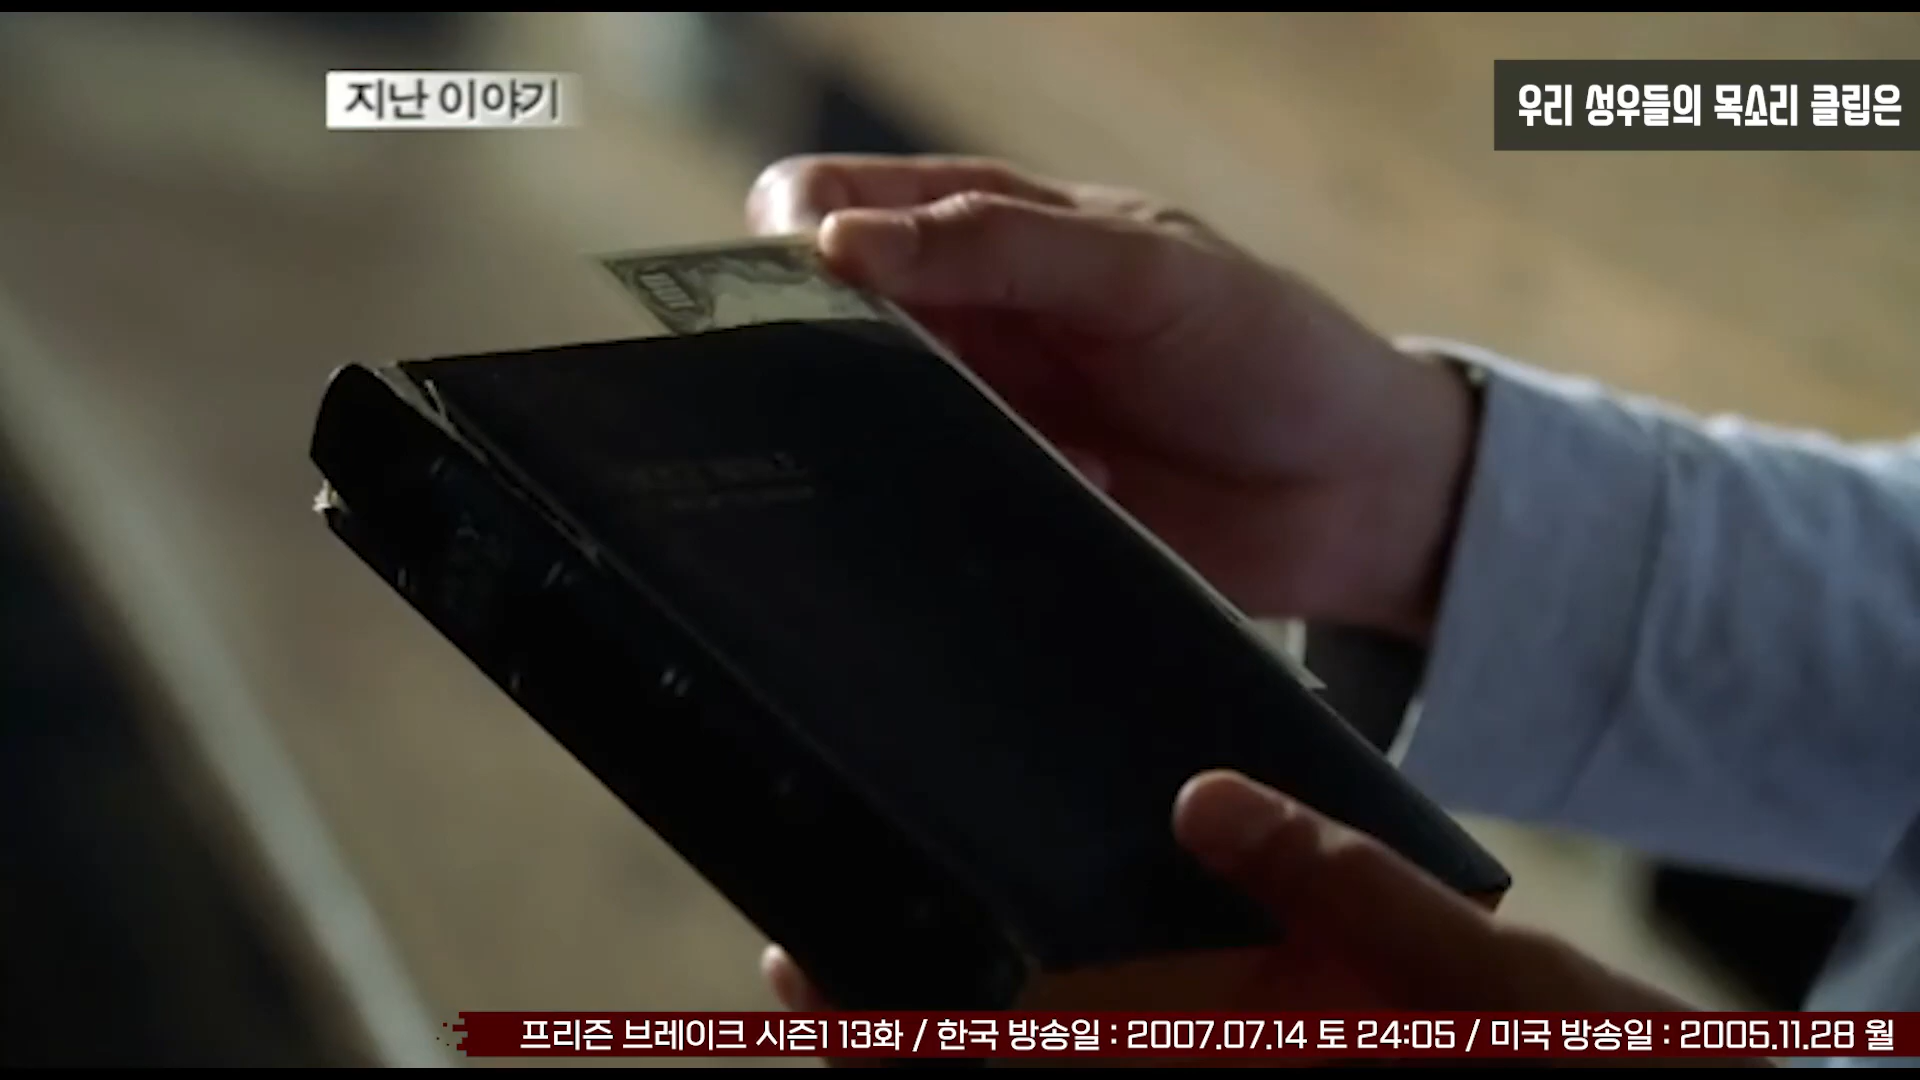 지난 이야기
우리 성우들의 목소리 클립은
프리즌 브레이크 시즌1 13화 / 한국 방송일 : 2007.07.14 토 24:05 / 미국 방송일 : 2005.11.28 월